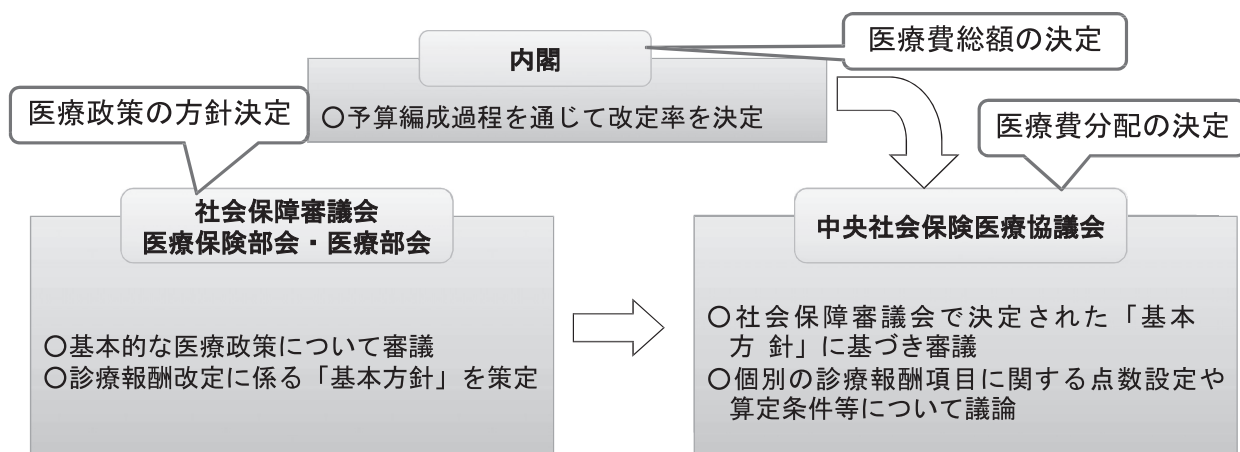 医療費総額の決定
内閣
〇予算編成過程を通じて改定率を決定
医療政策の方針決定
医療費分配の決定
社会保障審議会
医療保険部会・医療部会
〇基本的な医療政策について審議
〇診療報酬改定に係る「基本方針」を策定
中央社会保険医療協議会
〇社会保障審議会で決定された「基本
方 針」に基づき審議
〇個別の診療報酬項目に関する点数設定や
算定条件等について議論